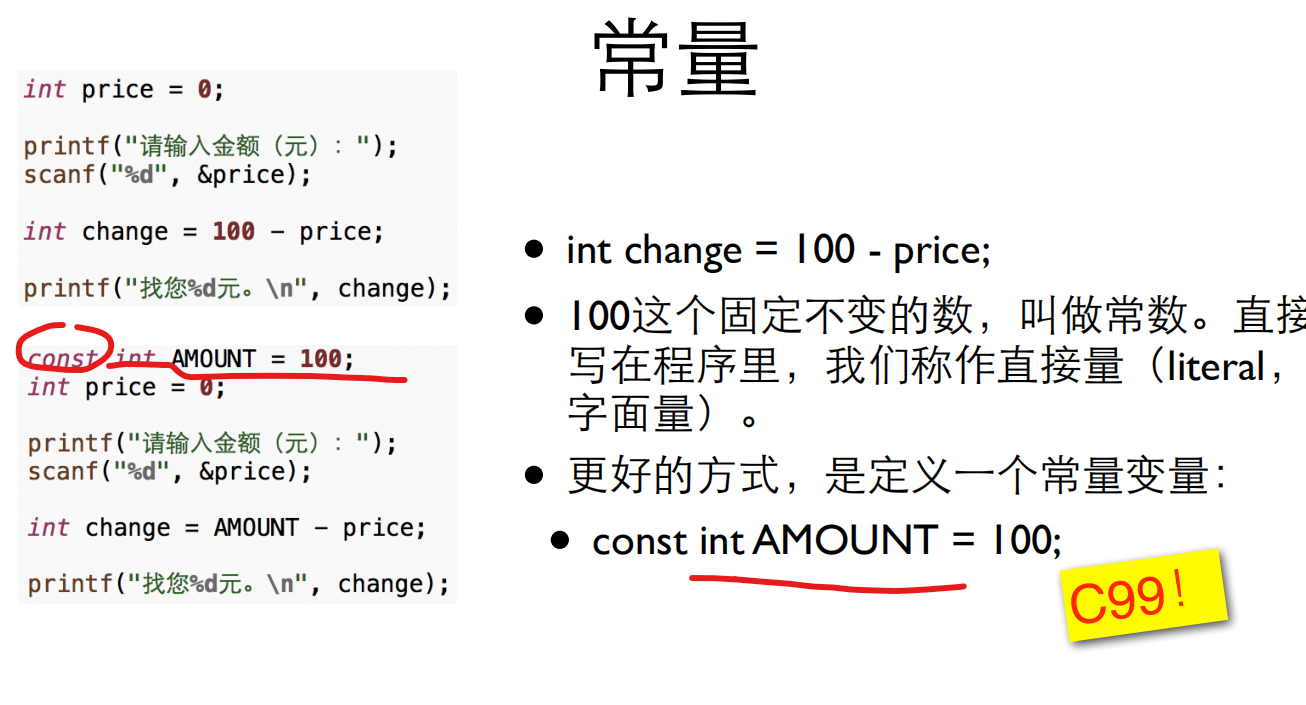 常量
int price = 0;
printf("请输入金额（元）：");
scanf("%d", &price);
int change = 100 - price;
printf("找您%d元。\n", change);
const int AMOUNT = 100;
int price = 0;
printf("请输入金额（元）：");
scanf("%d", &price);
int change = AMOUNT - price;
printf("找您%d元。\n", change);
• int change = 100 - price;
• 100这个固定不变的数，叫做常数。直接
写在程序里，我们称作直接量（literal，
字面量）。
• 更好的方式，是定义一个常量变量：
• const int AMOUNT = 100;
C99！